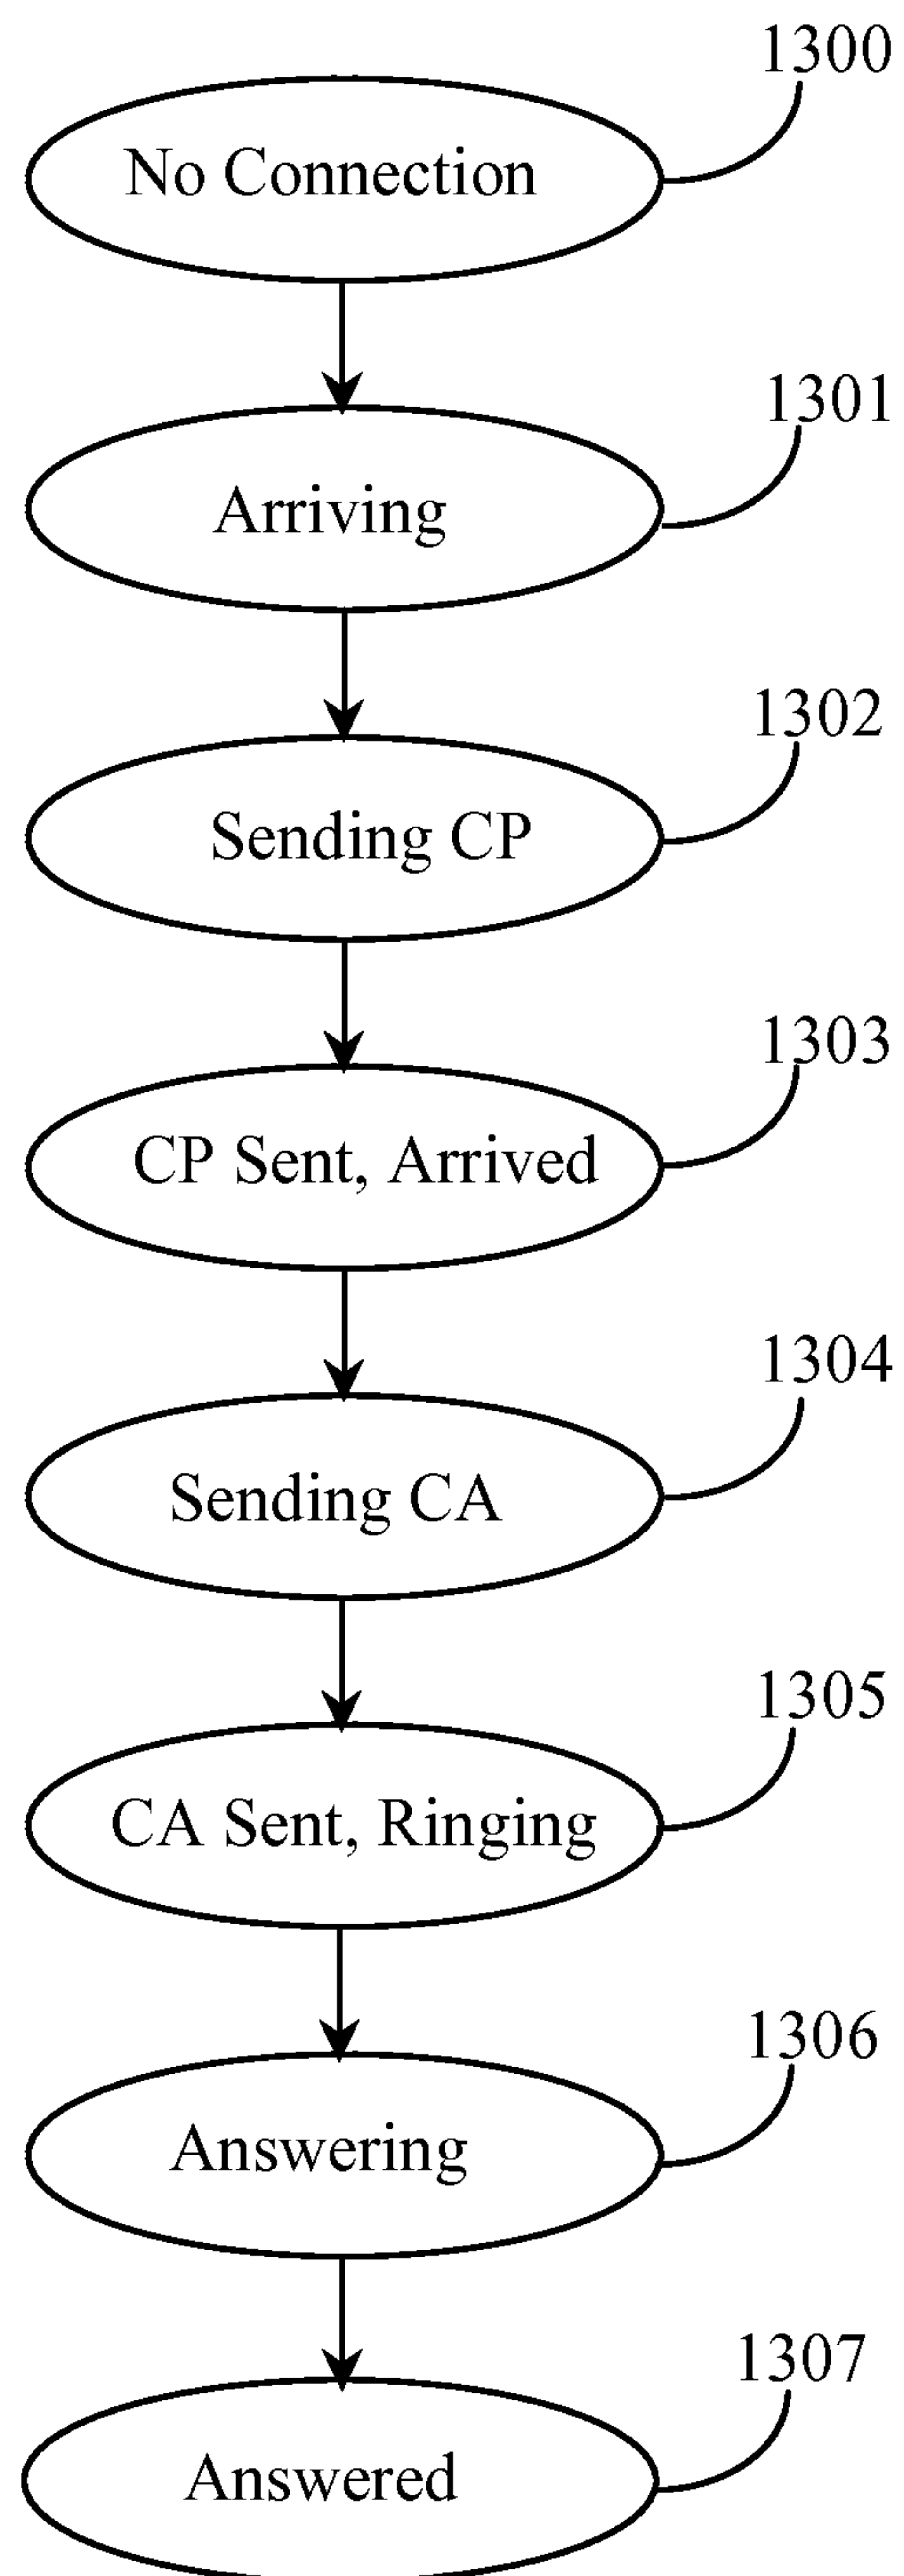 1300
No Connection
1301
Arriving
1302
Sending CP
1303
CP Sent, Arrived
1304
Sending CA
1305
CA Sent, Ringing
1306
Answering
1307
Answered